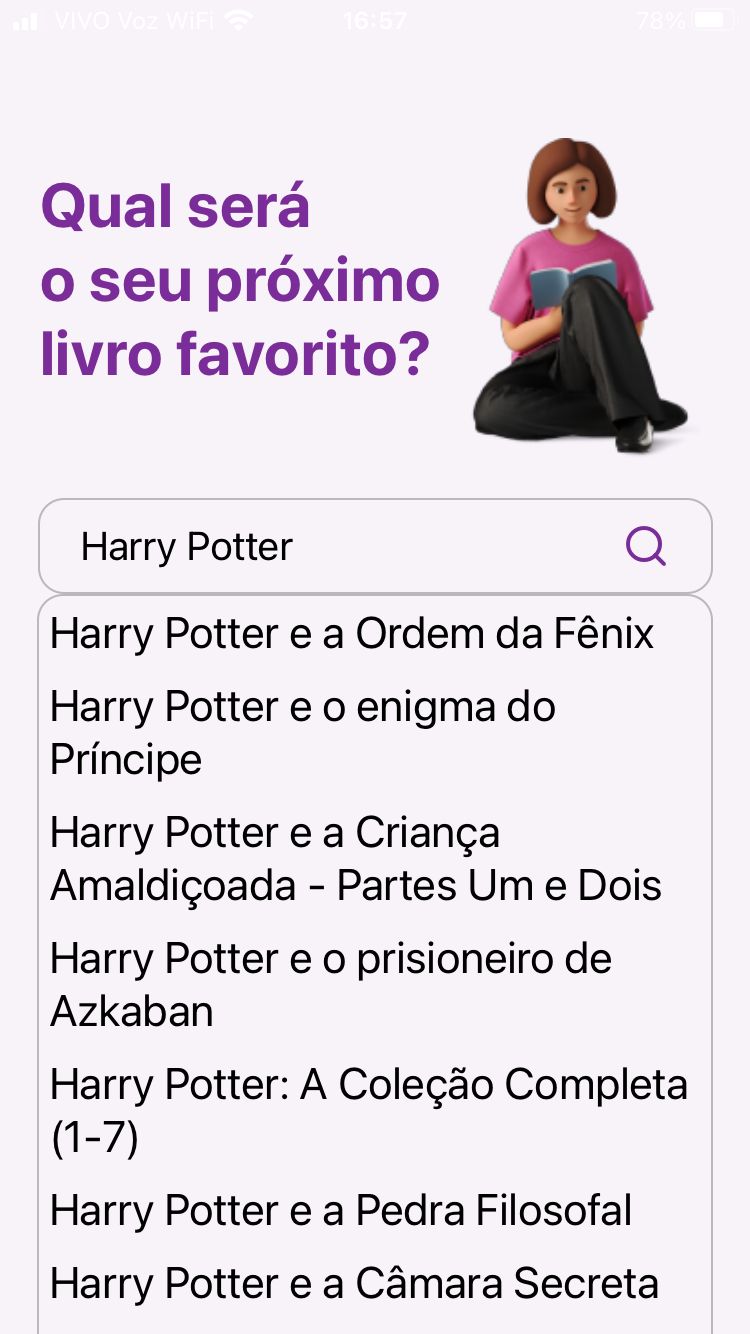 VIVO Voz WiFi 16:57 78%
Qual será
o seu próximo
livro favorito?
Harry Potter
Harry Potter e a Ordem da Fênix
Harry Potter e o enigma do
Príncipe
Harry Potter e a Criança
Amaldiçoada - Partes Um e Dois
Harry Potter e o prisioneiro de
Azkaban
Harry Potter: A Coleção Completa
(1-7)
Harry Potter e a Pedra Filosofal
Harry Potter e a Câmara Secreta